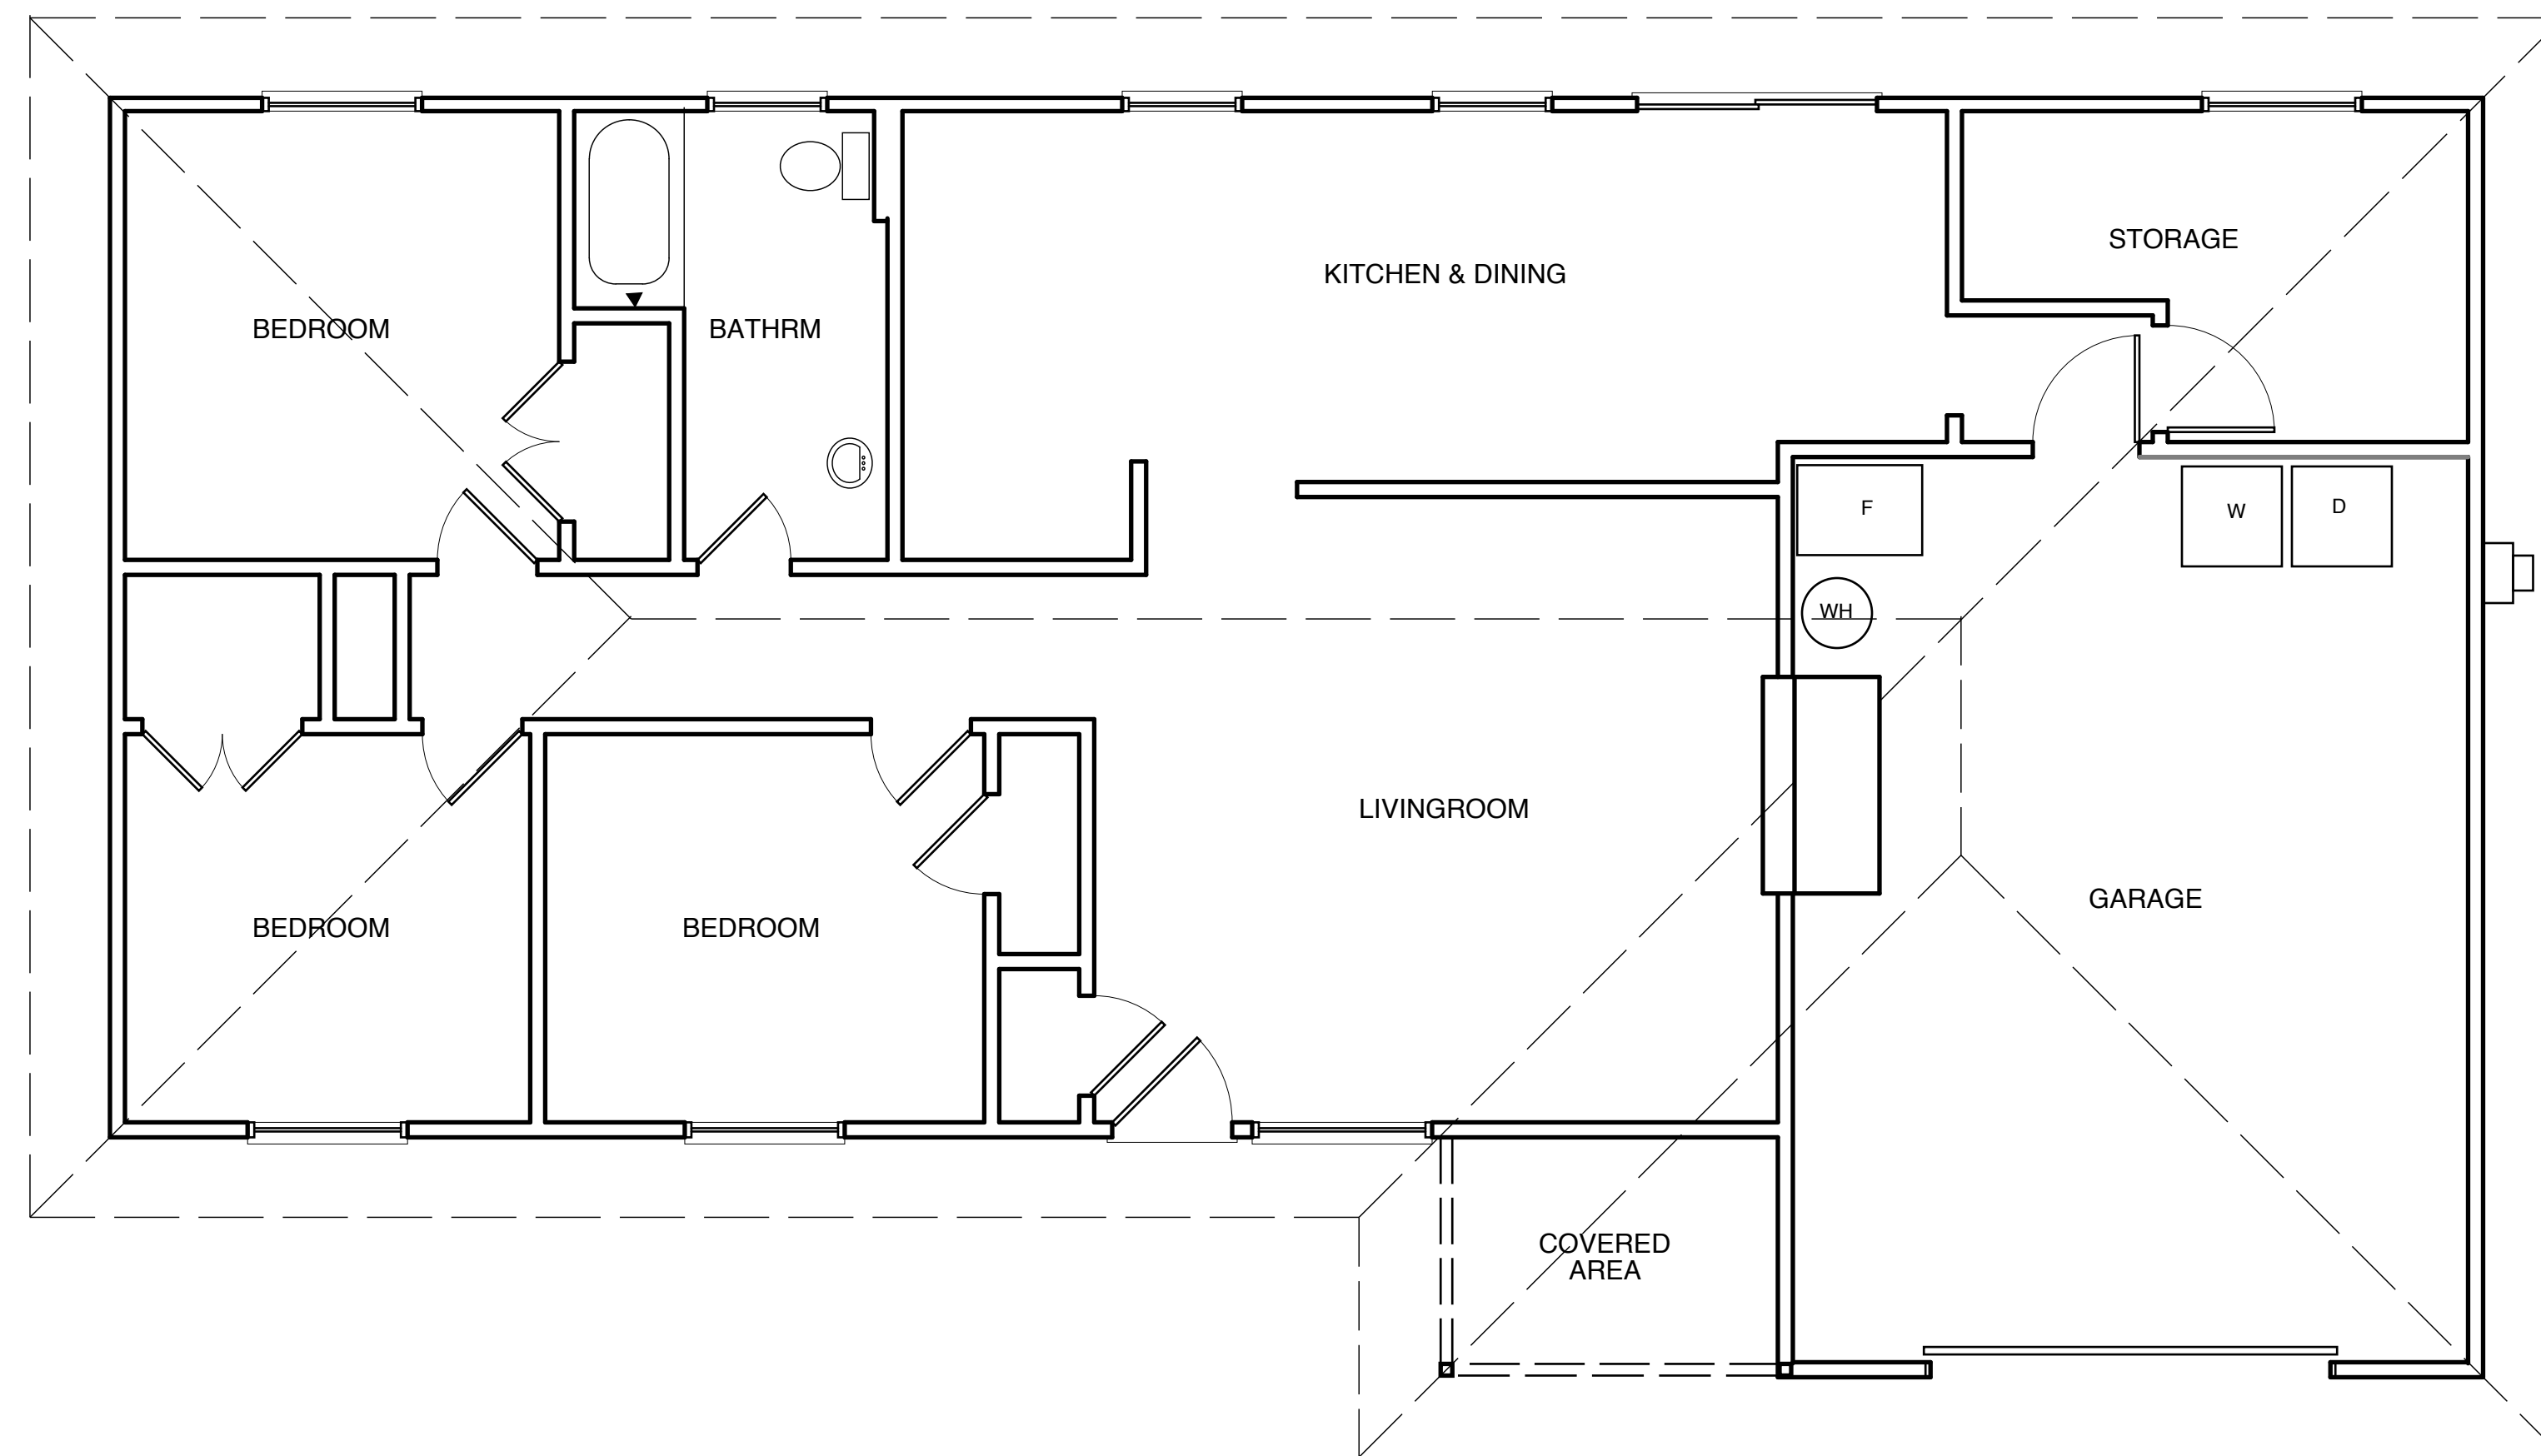 STORAGE
KITCHEN & DINING
BEDROOM
BATHRM
F
W
D
WH
LIVINGROOM
GARAGE
BEDROOM
BEDROOM
COVERED
AREA